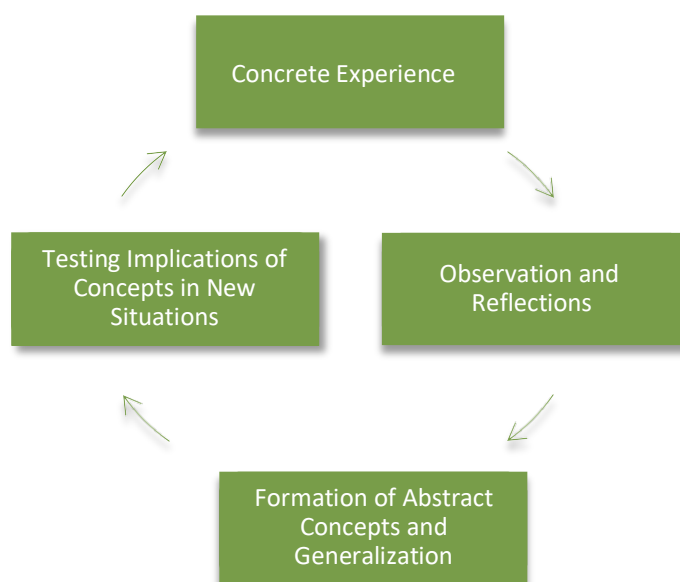 Concrete Experience
Testing Implications of
Concepts in New
Situations
Observation and
Reflections
Formation of Abstract
Concepts and
Generalization